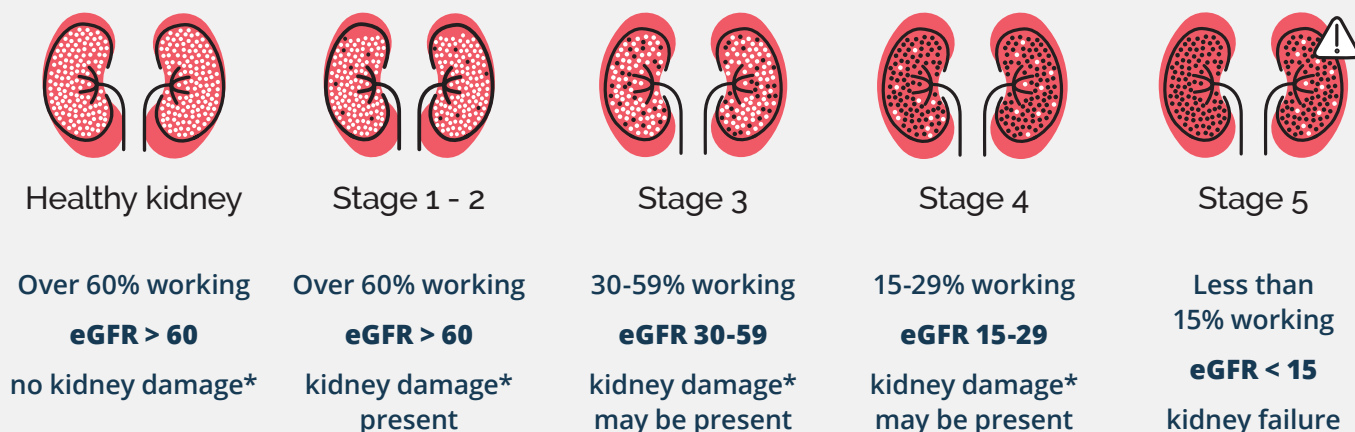 Healthy kidney
Over 60% working
eGFR > 60
no kidney damage*
Stage 1 - 2
Over 60% working
eGFR > 60
kidney damage*
present
Stage 3
30-59% working
eGFR 30-59
kidney damage*
may be present
Stage 4
15-29% working
eGFR 15-29
kidney damage*
may be present
Stage 5
Less than
15% working
eGFR < 15
kidney failure